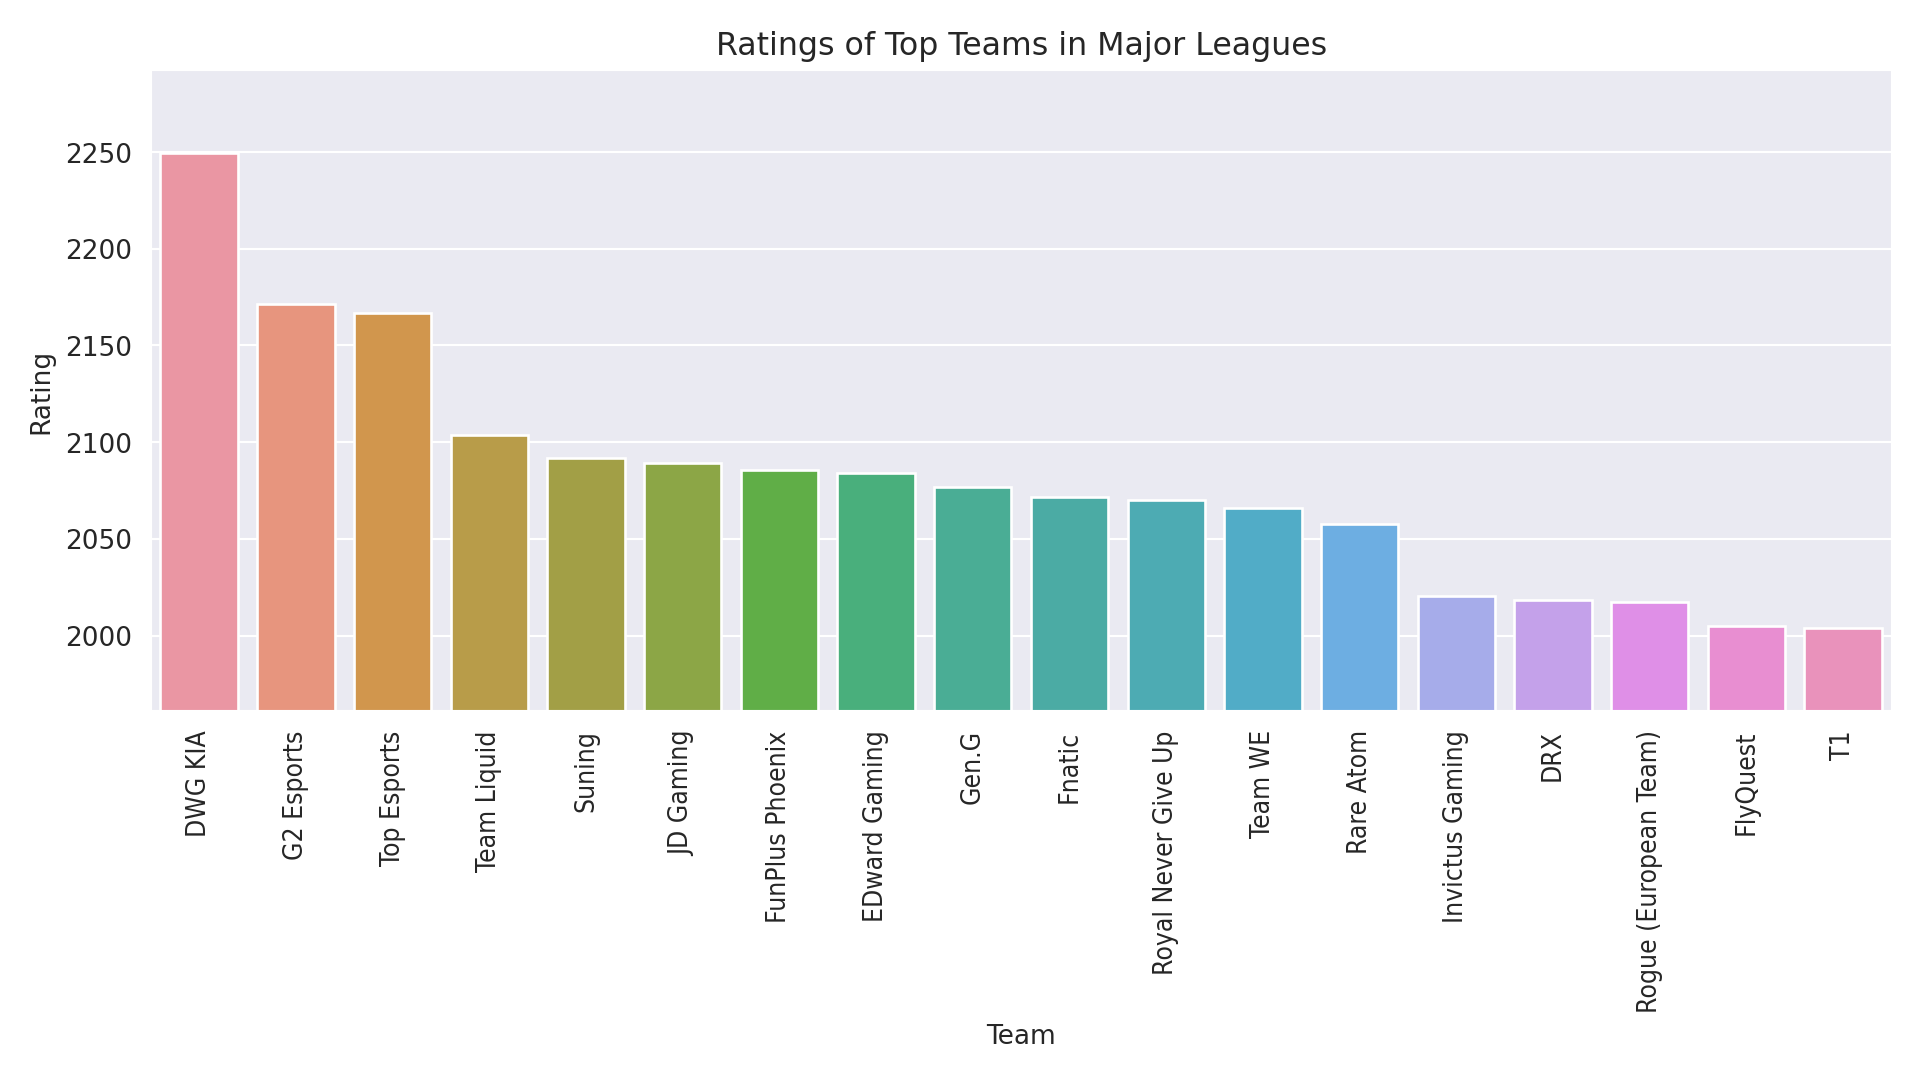 Ratings of Top Teams in Major Leagues
Rating
2250
2200
2150
2100
2050
2000
DWG KIA
G2 Esports
Top Esports
Team Liquid
Suning
JD Gaming
FunPlus Phoenix
EDward Gaming
Gen.G
Fnatic
Royal Never Give Up
Team WE
Rare Atom
Invictus Gaming
DRX
Rogue (European Team)
FlyQuest
T1
Team